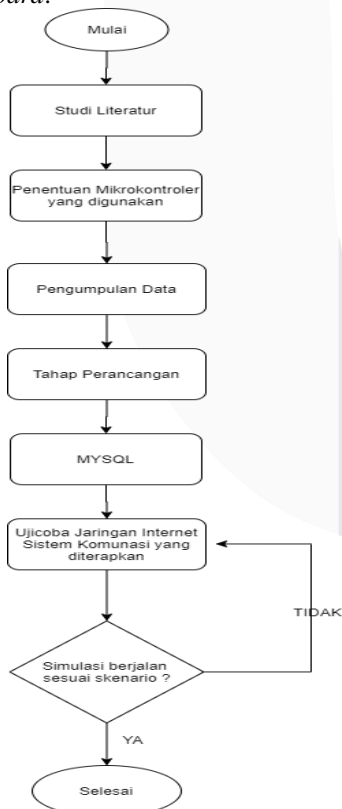 Mulai
Studi Literatur
Penentuan Mikrokontroler
yang digunakan
Pengumpulan Data
Tahap Perancangan
MYSQL
Ujicoba Jaringan Internet
Sistem Komunasi yang
diterapkan
TIDAK
Simulasi berjalan
sesuai skenario ?
YA
Selesai